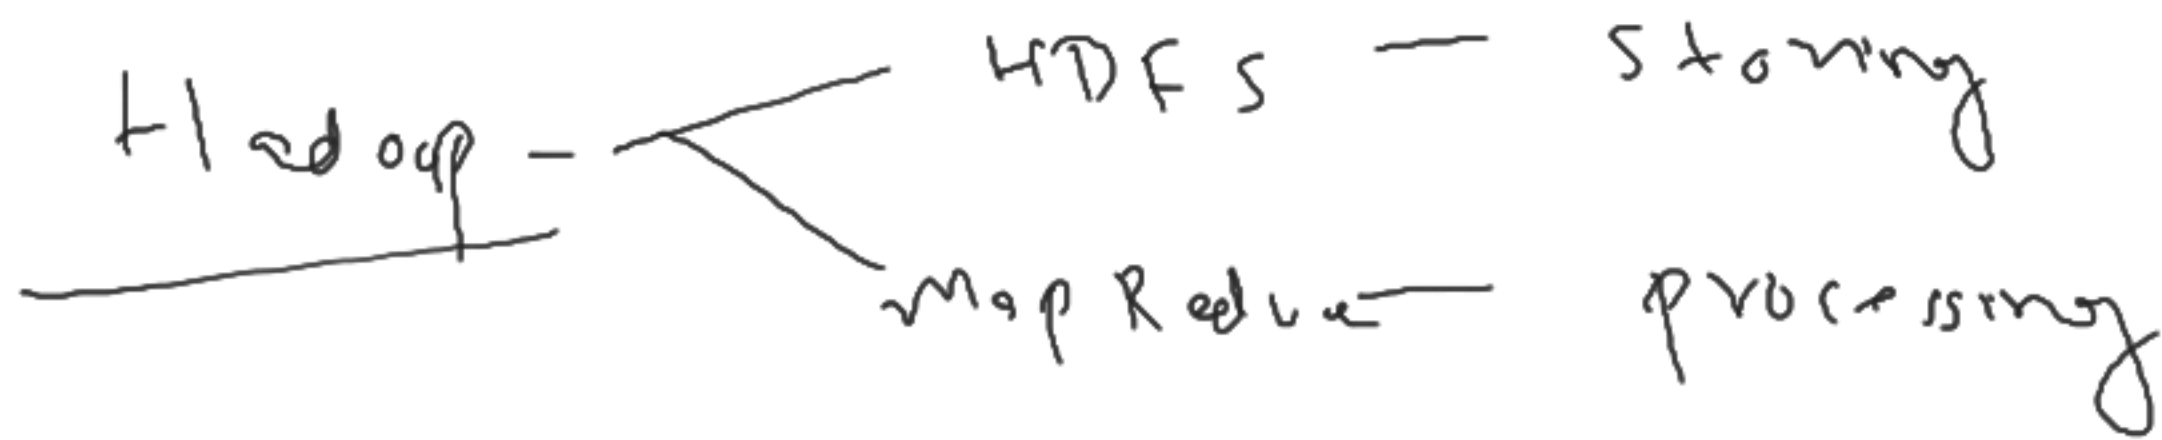 Hadoop - HDFS - Storing
MapReduce - processing